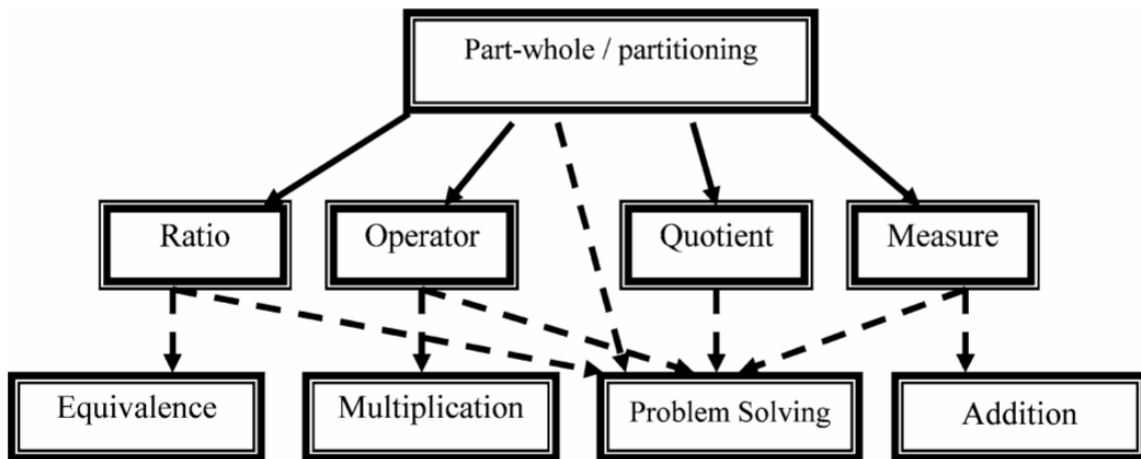 Part-whole / partitioning
Ratio
Operator
Quotient
Measure
Equivalence
Multiplication
Problem Solving
Addition